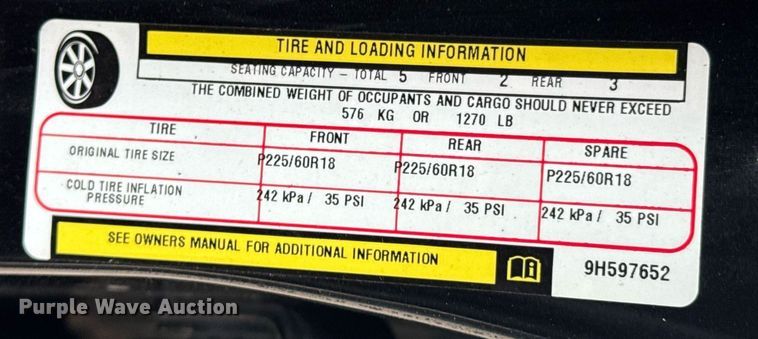 TIRE AND LOADING INFORMATION
SEATING CAPACITY – TOTAL 5 FRONT 2 REAR 3
THE COMBINED WEIGHT OF OCCUPANTS AND CARGO SHOULD NEVER EXCEED
576 KG OR 1270 LB
TIRE FRONT REAR SPARE
ORIGINAL TIRE SIZE P225/60R18 P225/60R18 P225/60R18
COLD TIRE INFLATION
PRESSURE 242 kPa / 35 PSI 242 kPa / 35 PSI 242 kPa / 35 PSI
SEE OWNERS MANUAL FOR ADDITIONAL INFORMATION
9H597652
Purple Wave Auction